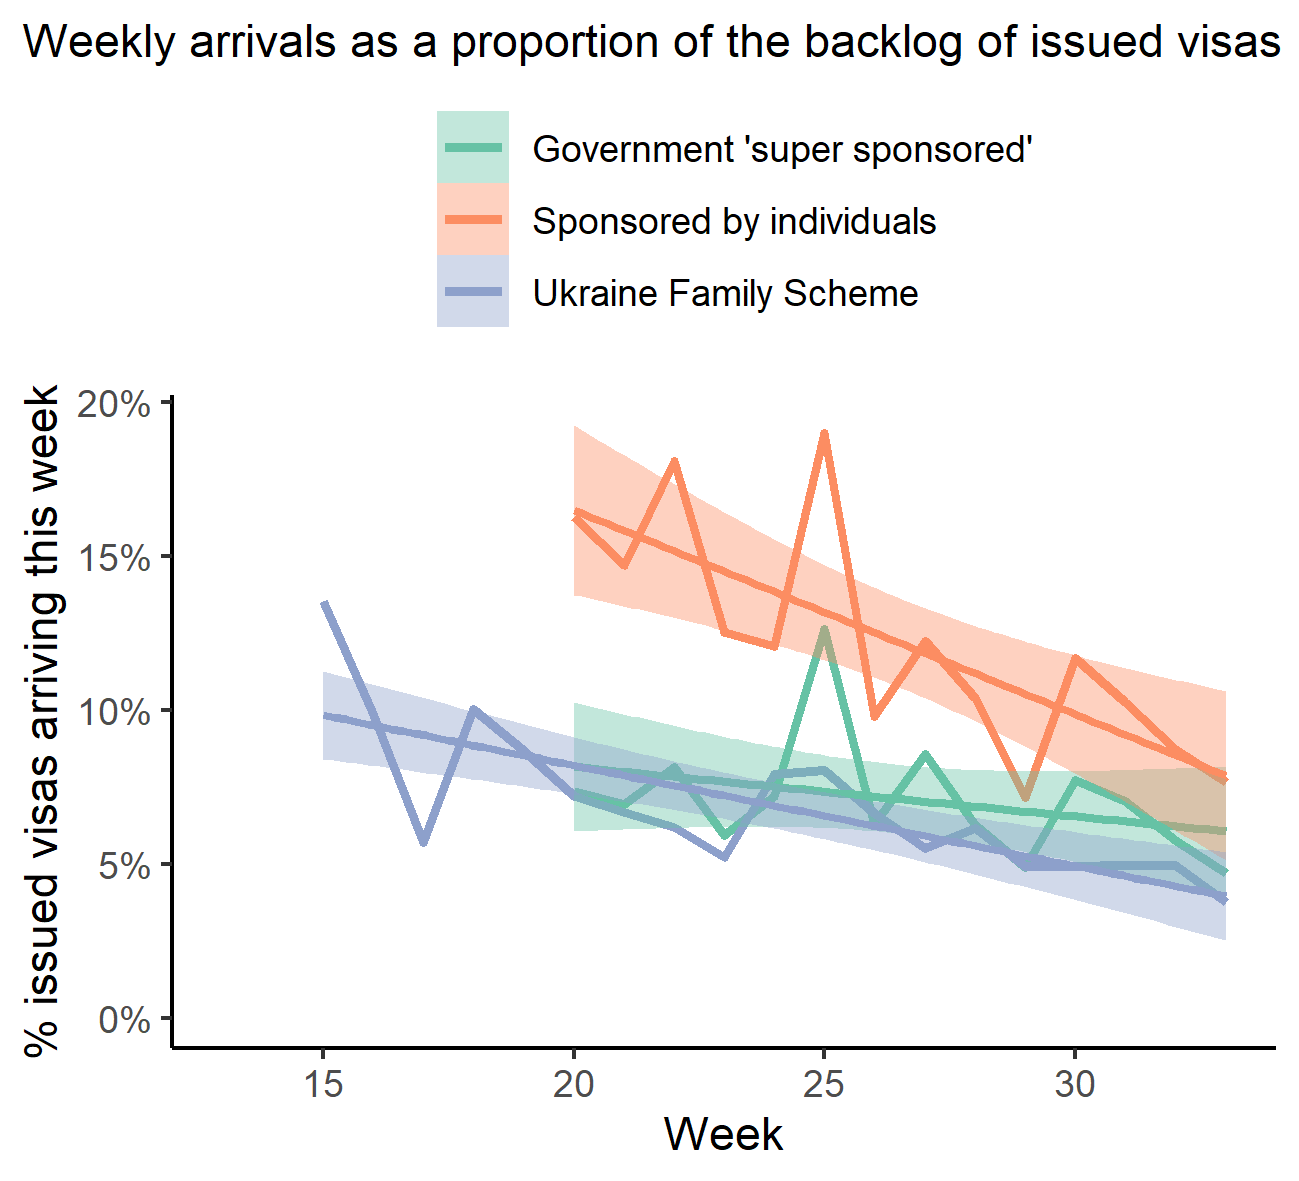 Weekly arrivals as a proportion of the backlog of issued visas
Government 'super sponsored'
Sponsored by individuals
Ukraine Family Scheme
% issued visas arriving this week
20%
15%
10%
5%
0%
15
20
25
30
Week